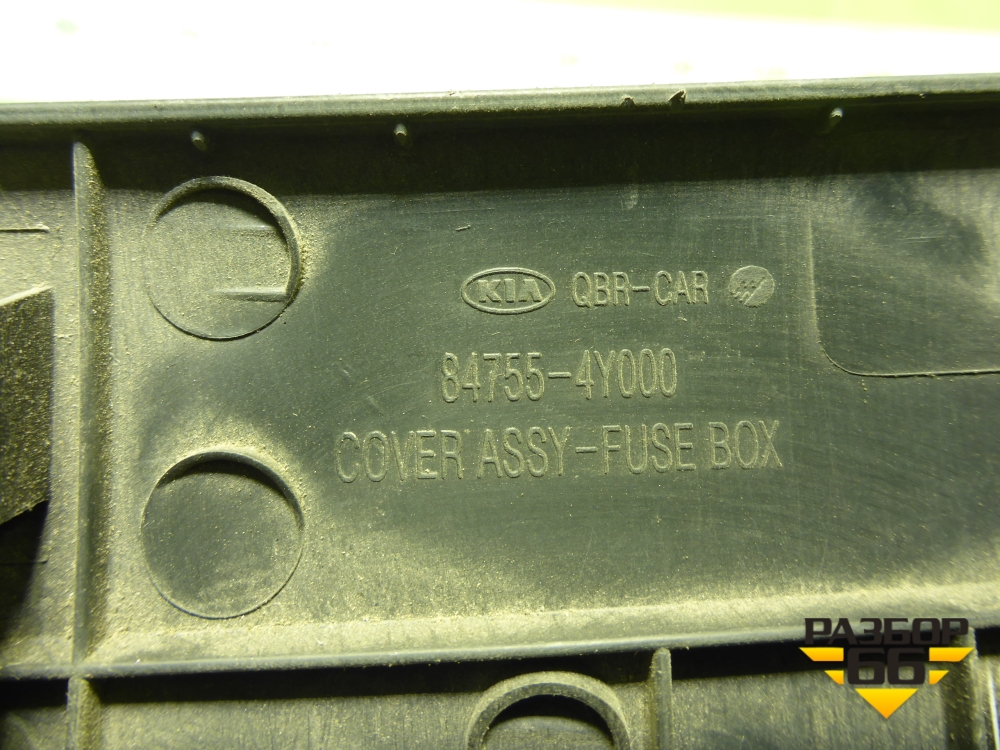 KIA QBR-CAR
84755-4Y000
COVER ASSY-FUSE BOX
РАЗБОР
66